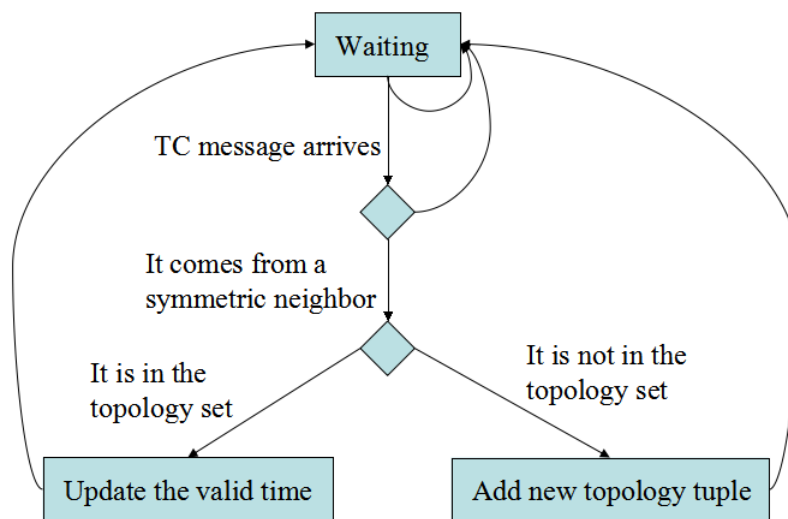 Waiting
TC message arrives
It comes from a
symmetric neighbor
It is in the
topology set
It is not in the
topology set
Update the valid time
Add new topology tuple